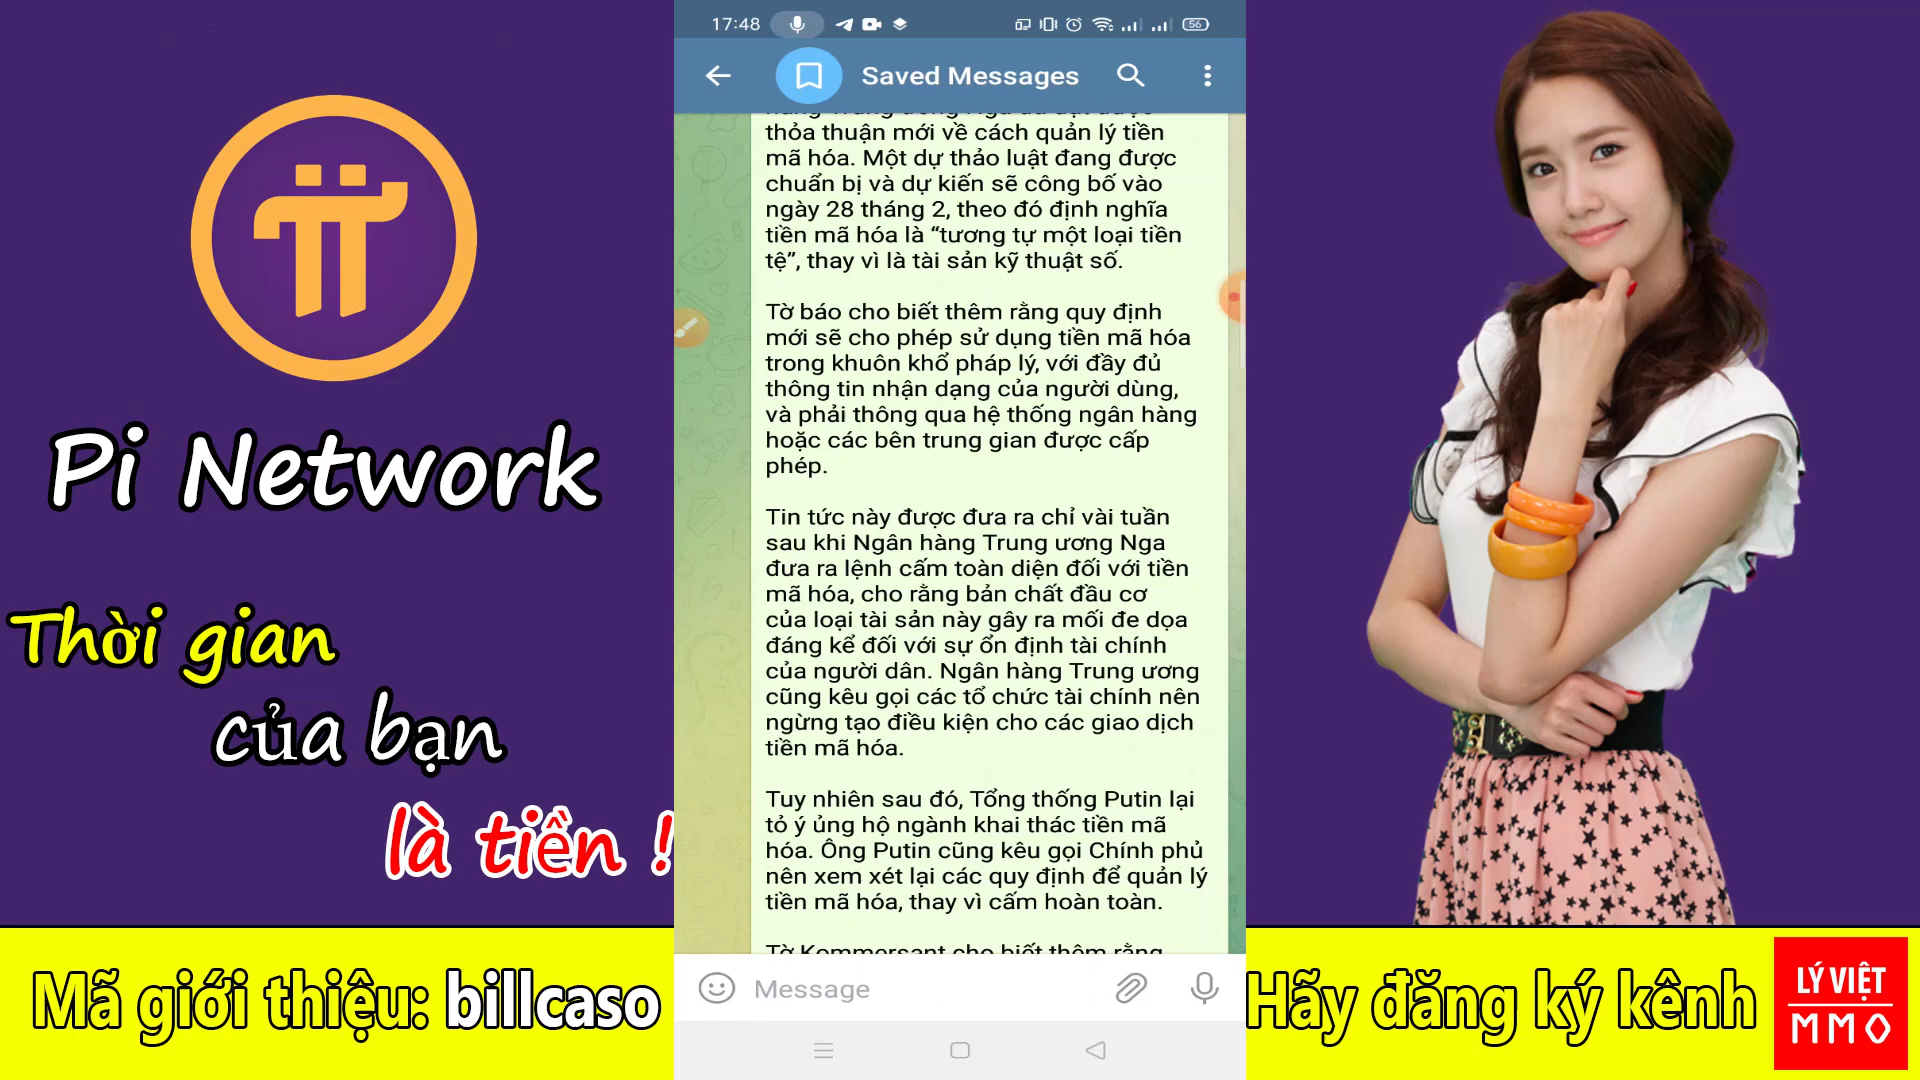 Pi Network
Thời gian
của bạn
là tiền !
Mã giới thiệu: billcaso
17:48
56
Saved Messages
thỏa thuận mới về cách quản lý tiền
mã hóa. Một dự thảo luật đang được
chuẩn bị và dự kiến sẽ công bố vào
ngày 28 tháng 2, theo đó định nghĩa
tiền mã hóa là “tương tự một loại tiền
tệ”, thay vì là tài sản kỹ thuật số.
Tờ báo cho biết thêm rằng quy định
mới sẽ cho phép sử dụng tiền mã hóa
trong khuôn khổ pháp lý, với đầy đủ
thông tin nhận dạng của người dùng,
và phải thông qua hệ thống ngân hàng
hoặc các bên trung gian được cấp
phép.
Tin tức này được đưa ra chỉ vài tuần
sau khi Ngân hàng Trung ương Nga
đưa ra lệnh cấm toàn diện đối với tiền
mã hóa, cho rằng bản chất đầu cơ
của loại tài sản này gây ra mối đe dọa
đáng kể đối với sự ổn định tài chính
của người dân. Ngân hàng Trung ương
cũng kêu gọi các tổ chức tài chính nên
ngừng tạo điều kiện cho các giao dịch
tiền mã hóa.
Tuy nhiên sau đó, Tổng thống Putin lại
tỏ ý ủng hộ ngành khai thác tiền mã
hóa. Ông Putin cũng kêu gọi Chính phủ
nên xem xét lại các quy định để quản lý
tiền mã hóa, thay vì cấm hoàn toàn.
Tờ Kommersant cho biết thêm rằng
Message
Hãy đăng ký kênh
LÝ VIỆT
MMO